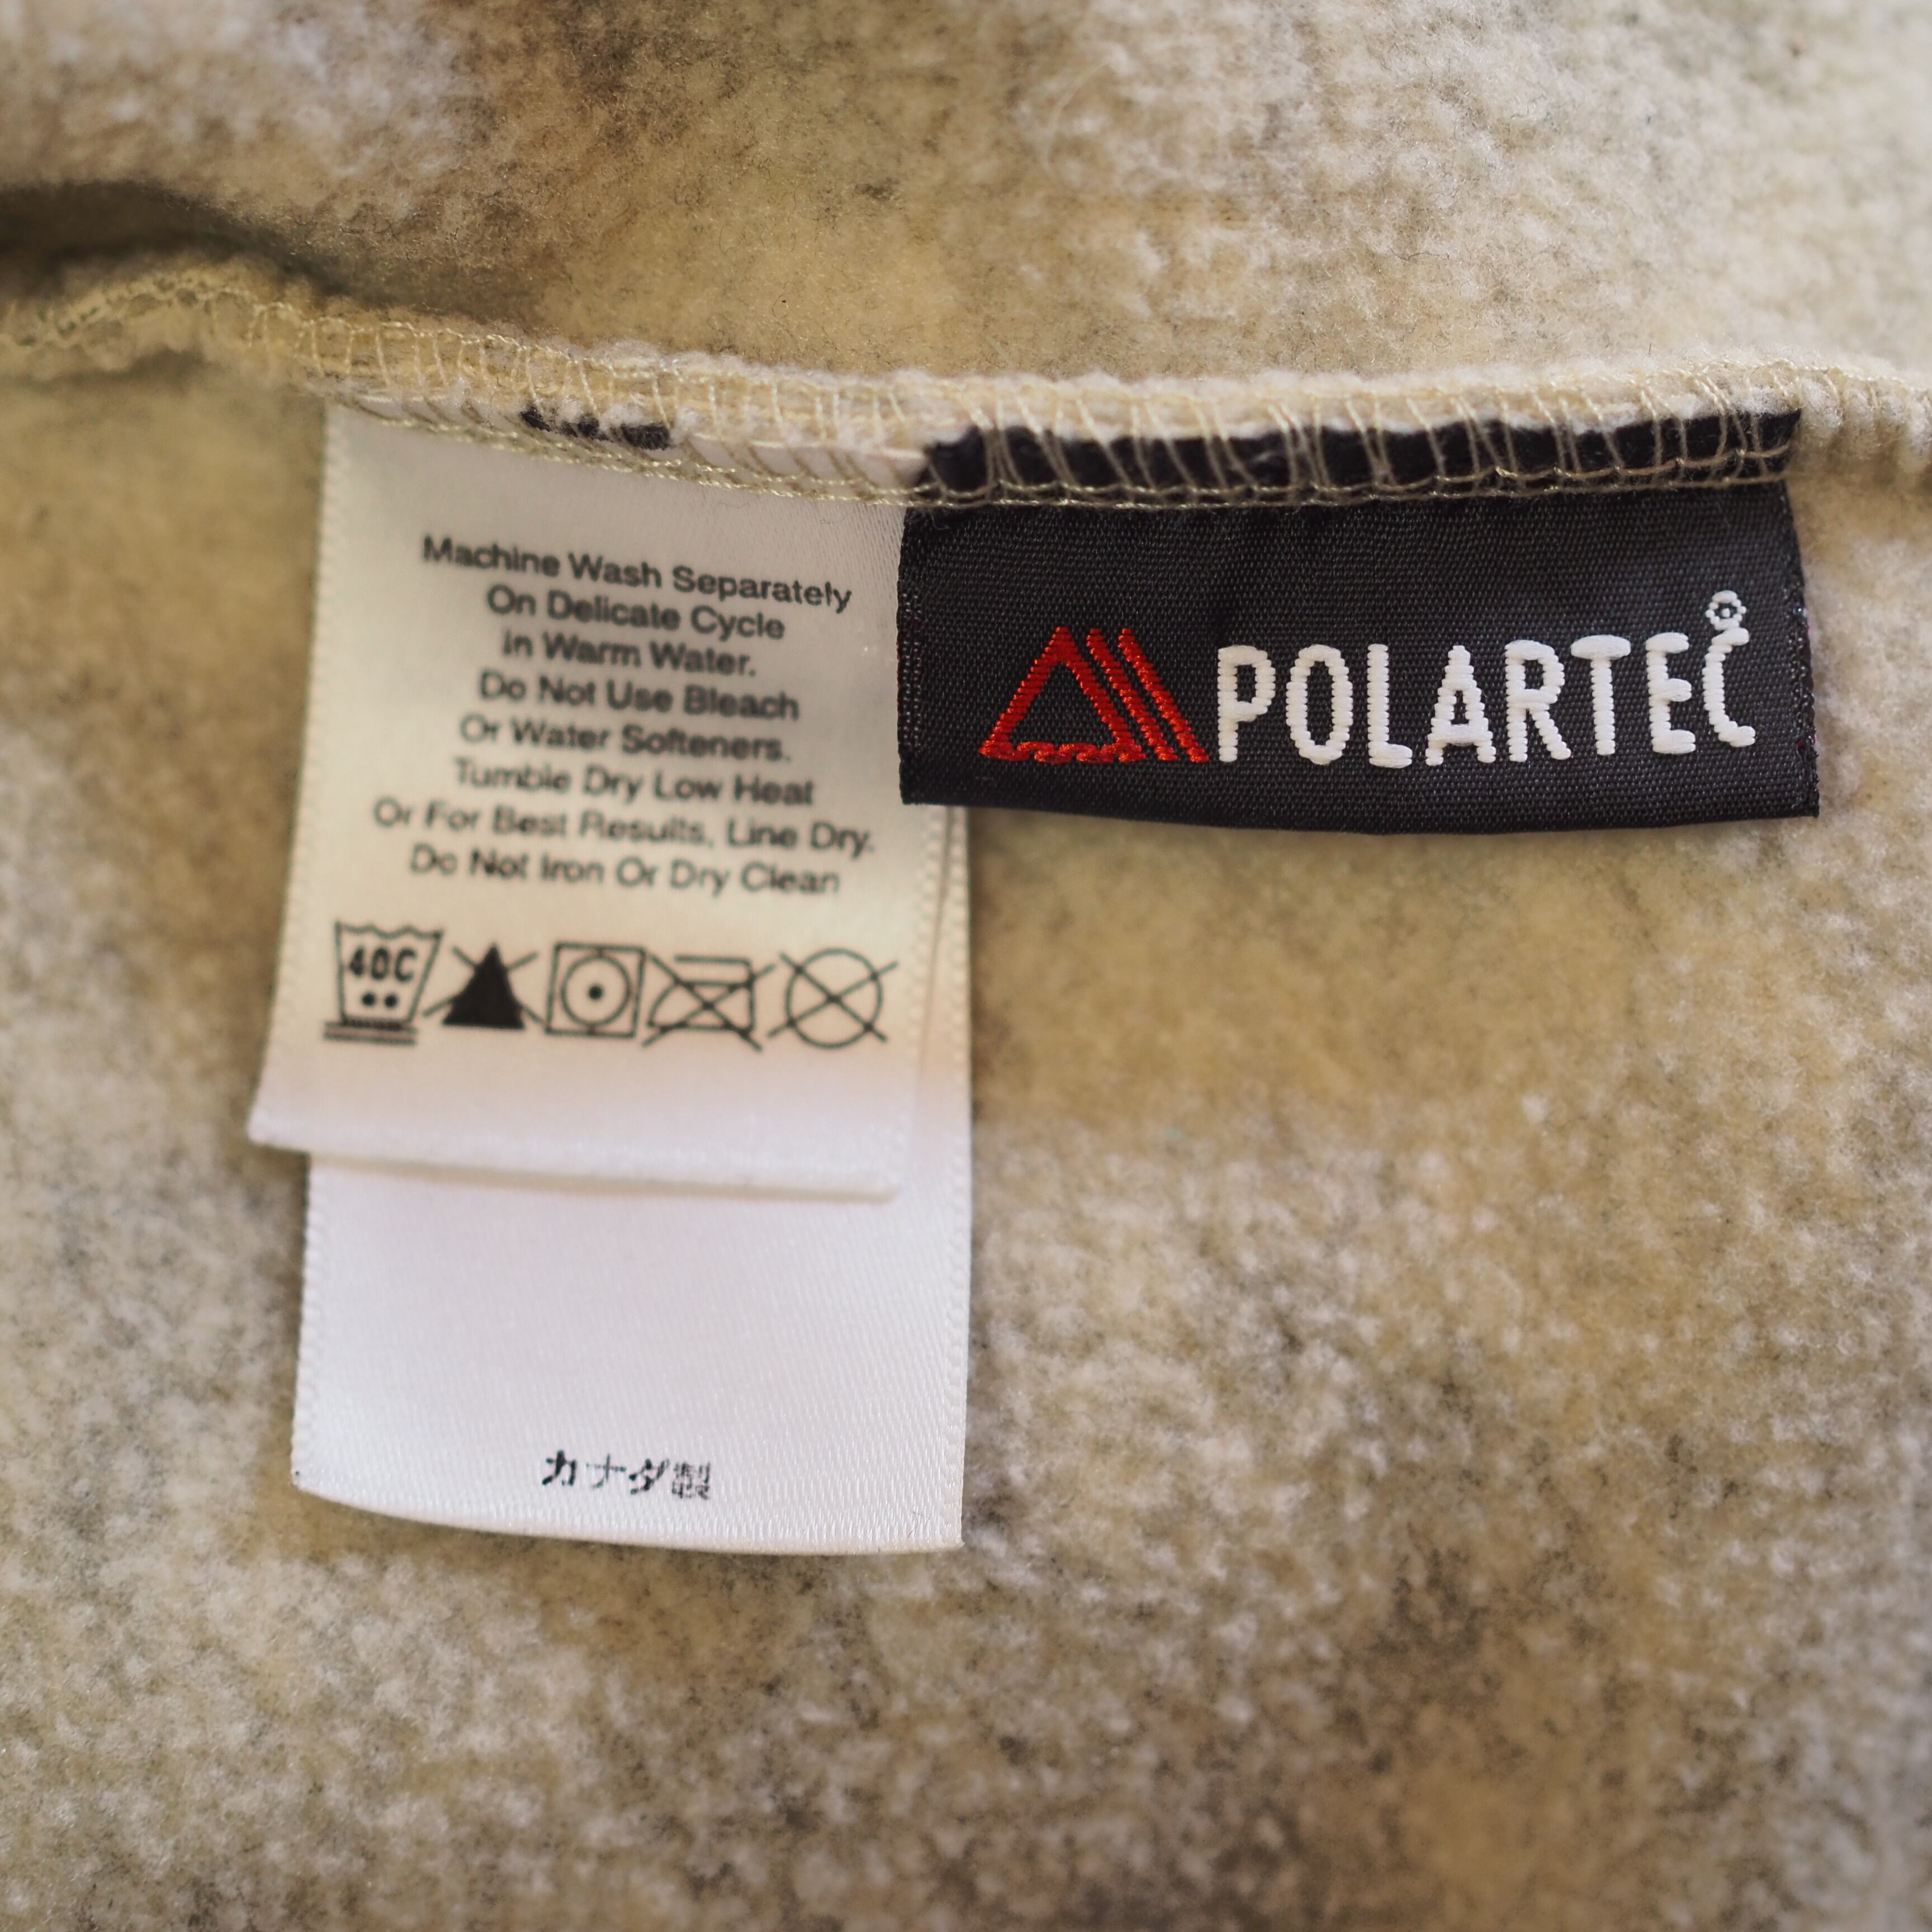 Machine Wash Separately
On Delicate Cycle
In Warm Water.
Do Not Use Bleach
Or Water Softeners.
Tumble Dry Low Heat
Or For Best Results, Line Dry.
Do Not Iron Or Dry Clean
40C
POLARTEC®
カナダ製